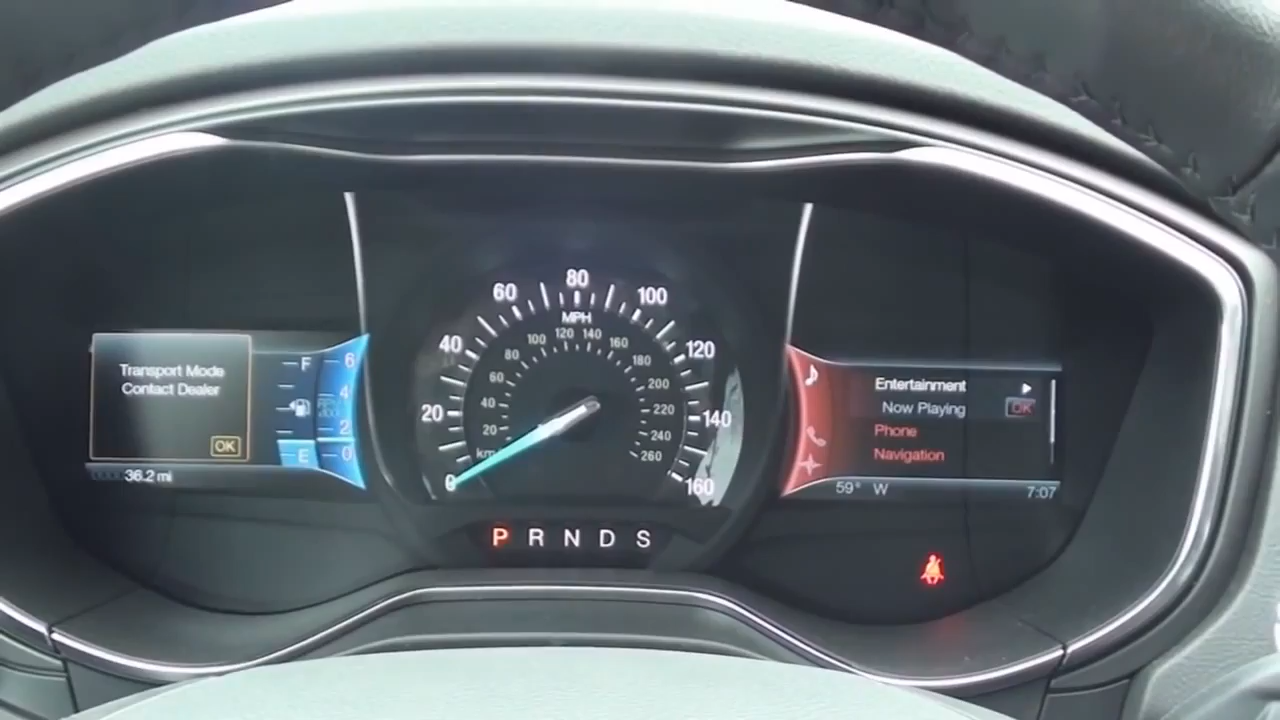 Transport Mode
Contact Dealer
OK
36.2 mi
F
E
6
4
2
0
0
20
40
60
80
100
120
140
160
MPH
20
40
60
80
100
120
140
160
180
200
220
240
260
P R N D S
Entertainment
Now Playing OK
Phone
Navigation
59° W 7:07